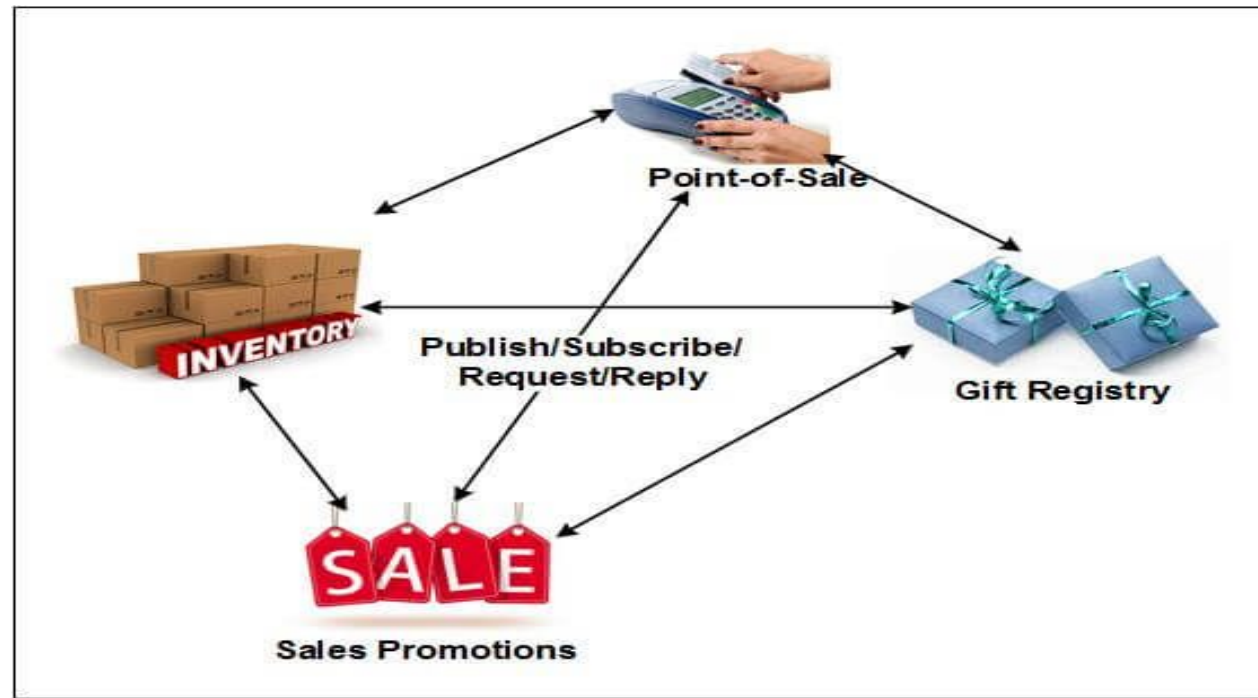 Point-of-Sale
INVENTORY
Publish/Subscribe/
Request/Reply
Gift Registry
SALE
Sales Promotions